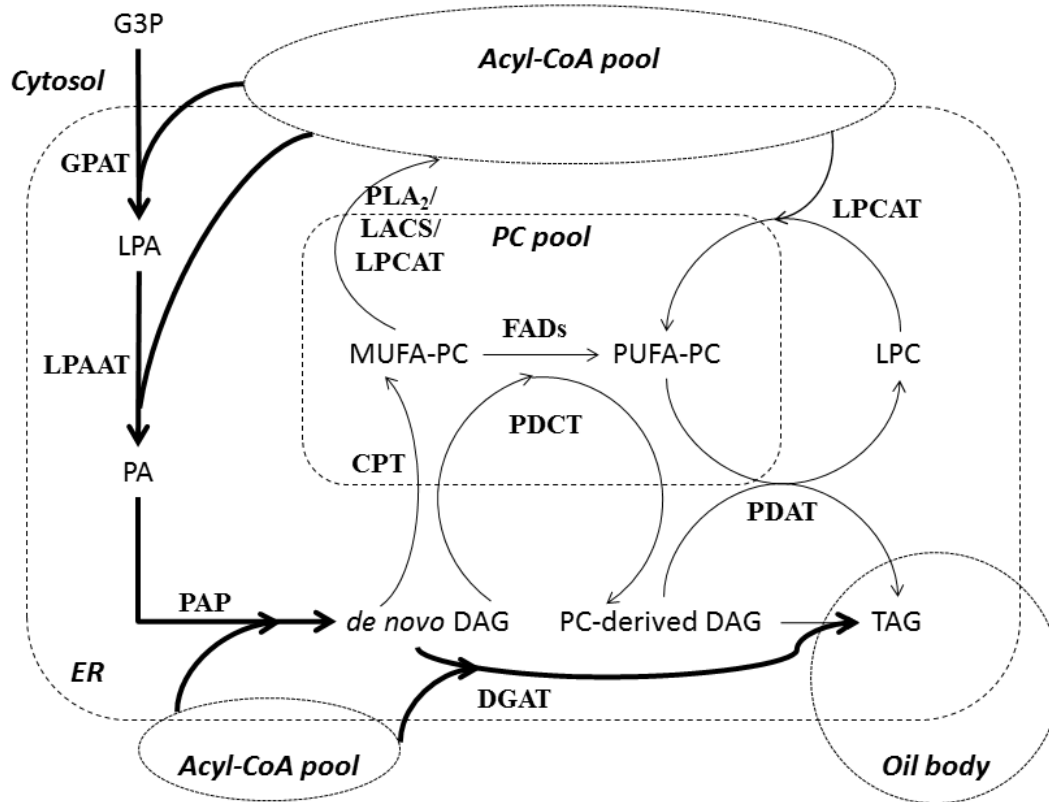 G3P
Acyl-CoA pool
Cytosol
GPAT
PLA₂/
LACS/
LPCAT
LPCAT
PC pool
LPA
FADs
MUFA-PC
PUFA-PC
LPC
LPAAT
PDCT
CPT
PA
PDAT
PAP
de novo DAG
PC-derived DAG
TAG
ER
DGAT
Acyl-CoA pool
Oil body